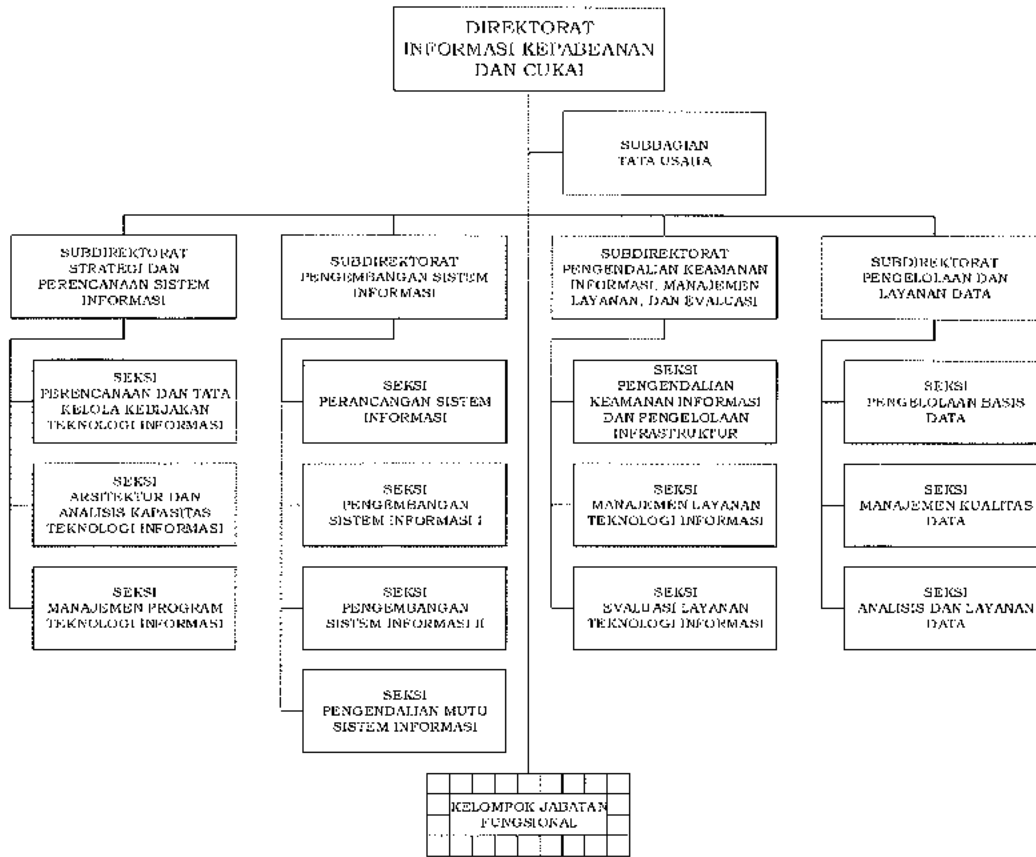 DIREKTORAT
INFORMASI KEPABEANAN
DAN CUKAI
SUBBAGIAN
TATA USAHA
SUBDIREKTORAT
STRATEGI DAN
PERENCANAAN SISTEM
INFORMASI
SEKSI
PERENCANAAN DAN TATA
KELOLA KEBIJAKAN
TEKNOLOGI INFORMASI
SEKSI
ARSITEKTUR DAN
ANALISIS KAPASITAS
TEKNOLOGI INFORMASI
SEKSI
MANAJEMEN PROGRAM
TEKNOLOGI INFORMASI
SUBDIREKTORAT
PENGEMBANGAN SISTEM
INFORMASI
SEKSI
PERANCANGAN SISTEM
INFORMASI
SEKSI
PENGEMBANGAN
SISTEM INFORMASI I
SEKSI
PENGEMBANGAN
SISTEM INFORMASI II
SEKSI
PENGENDALIAN MUTU
SISTEM INFORMASI
SUBDIREKTORAT
PENGENDALIAN KEAMANAN
INFORMASI, MANAJEMEN
LAYANAN, DAN EVALUASI
SEKSI
PENGENDALIAN
KEAMANAN INFORMASI
DAN PENGELOLAAN
INFRASTRUKTUR
SEKSI
MANAJEMEN LAYANAN
TEKNOLOGI INFORMASI
SEKSI
EVALUASI LAYANAN
TEKNOLOGI INFORMASI
SUBDIREKTORAT
PENGELOLAAN DAN
LAYANAN DATA
SEKSI
PENGELOLAAN BASIS
DATA
SEKSI
MANAJEMEN KUALITAS
DATA
SEKSI
ANALISIS DAN LAYANAN
DATA
KELOMPOK JABATAN
FUNGSIONAL